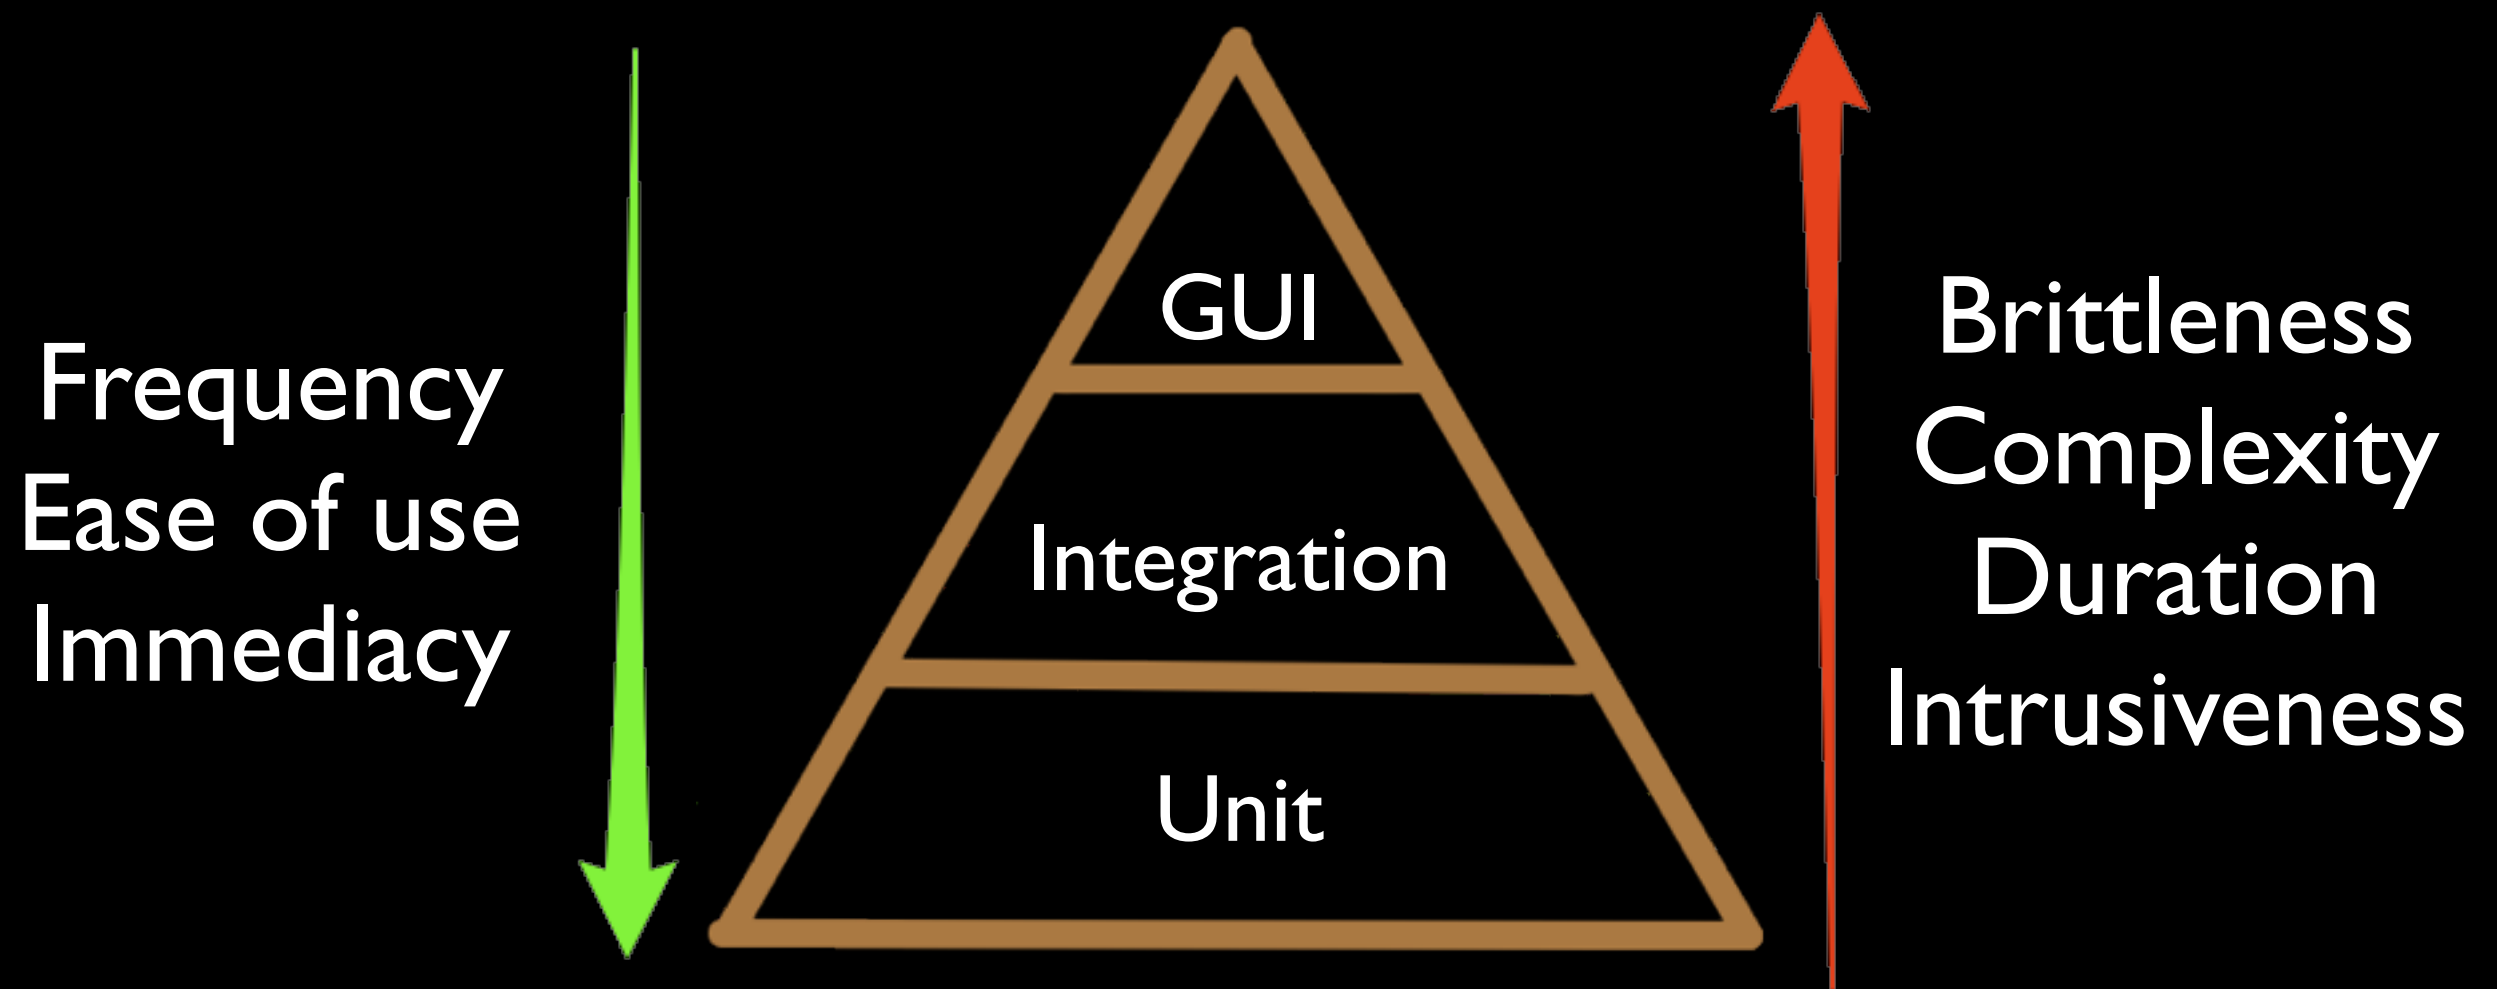 Frequency
Ease of use
Immediacy
GUI
Integration
Unit
Brittleness
Complexity
Duration
Intrusiveness